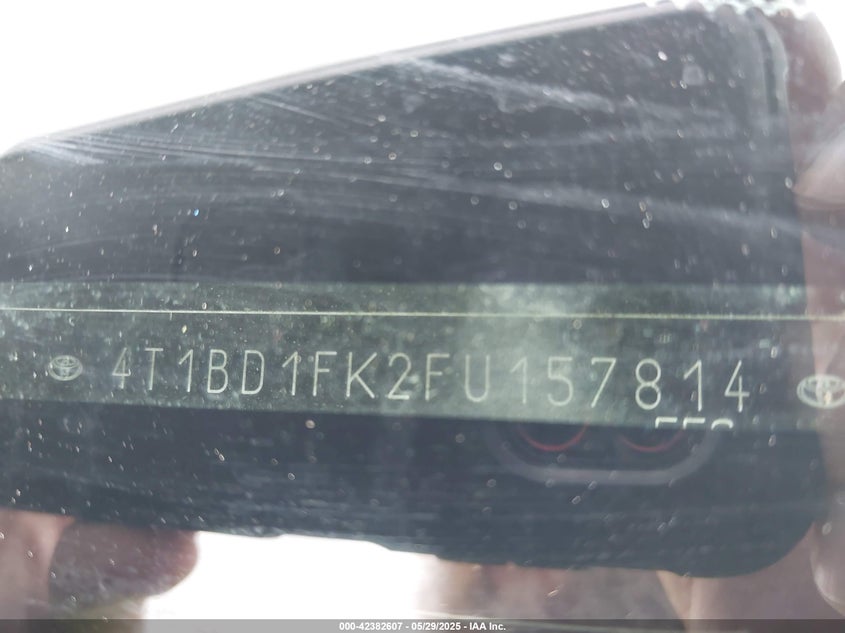 4T1BD1FK2FU157814
000-42382607 - 05/29/2025 - IAA Inc.